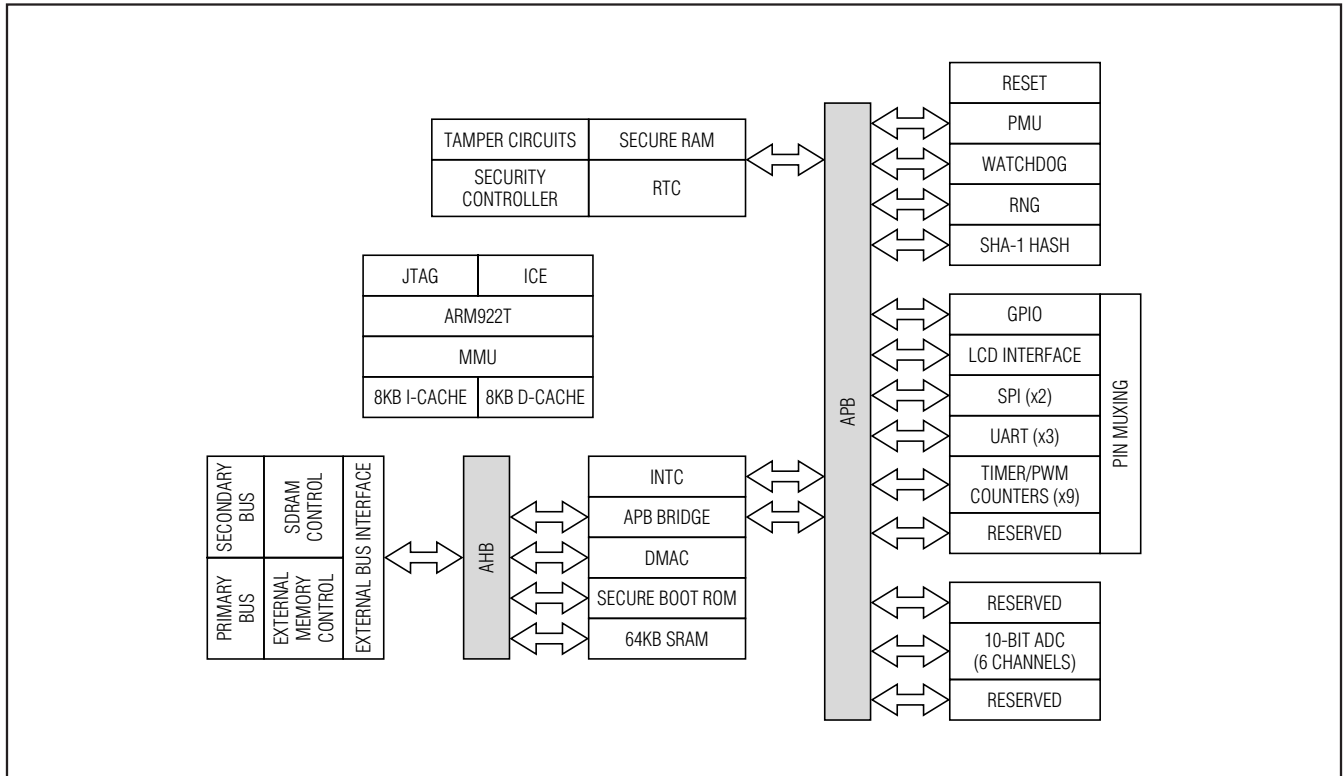 RESET
PMU
WATCHDOG
RNG
SHA-1 HASH
TAMPER CIRCUITS
SECURE RAM
SECURITY
CONTROLLER
RTC
JTAG
ICE
ARM922T
MMU
8KB I-CACHE
8KB D-CACHE
APB
GPIO
LCD INTERFACE
SPI (x2)
UART (x3)
TIMER/PWM
COUNTERS (x9)
RESERVED
PIN MUXING
SECONDARY
BUS
SDRAM
CONTROL
PRIMARY
BUS
EXTERNAL
MEMORY
CONTROL
EXTERNAL BUS INTERFACE
AHB
INTC
APB BRIDGE
DMAC
SECURE BOOT ROM
64KB SRAM
RESERVED
10-BIT ADC
(6 CHANNELS)
RESERVED